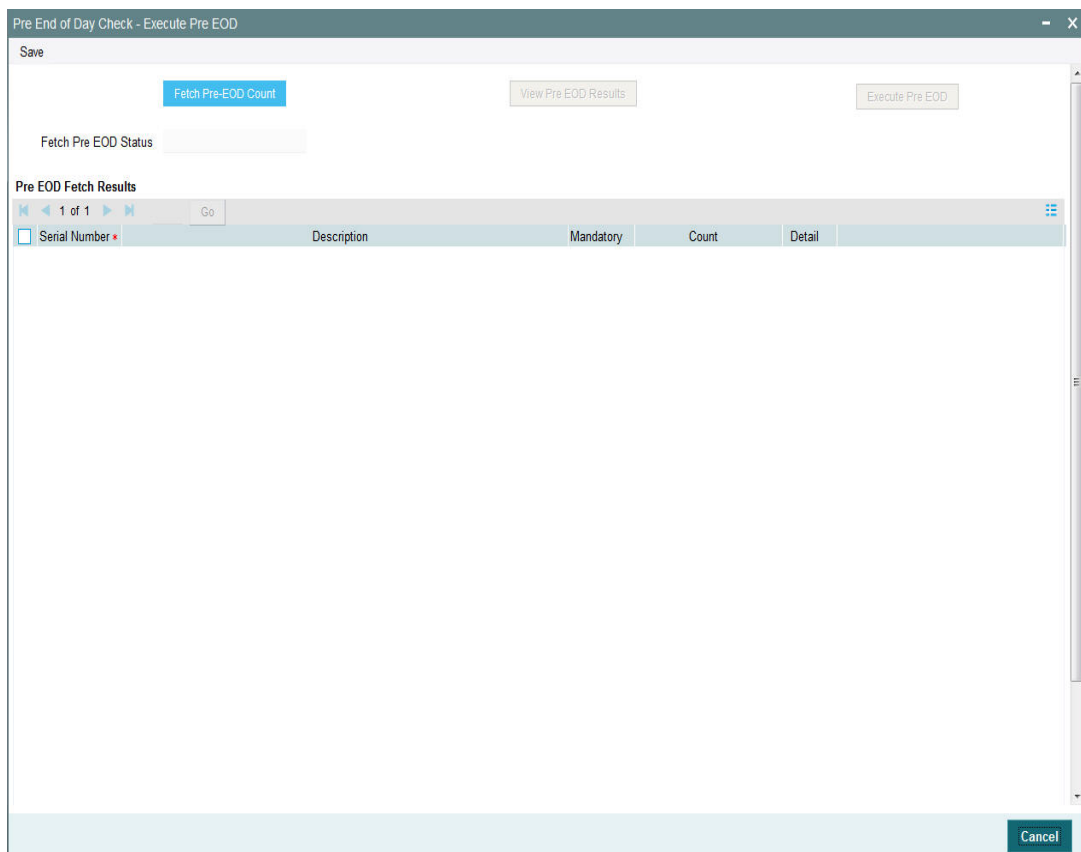 Pre End of Day Check - Execute Pre EOD
Save
Fetch Pre-EOD Count View Pre EOD Results Execute Pre EOD
Fetch Pre EOD Status
Pre EOD Fetch Results
1 of 1 Go
Serial Number * Description Mandatory Count Detail
Cancel